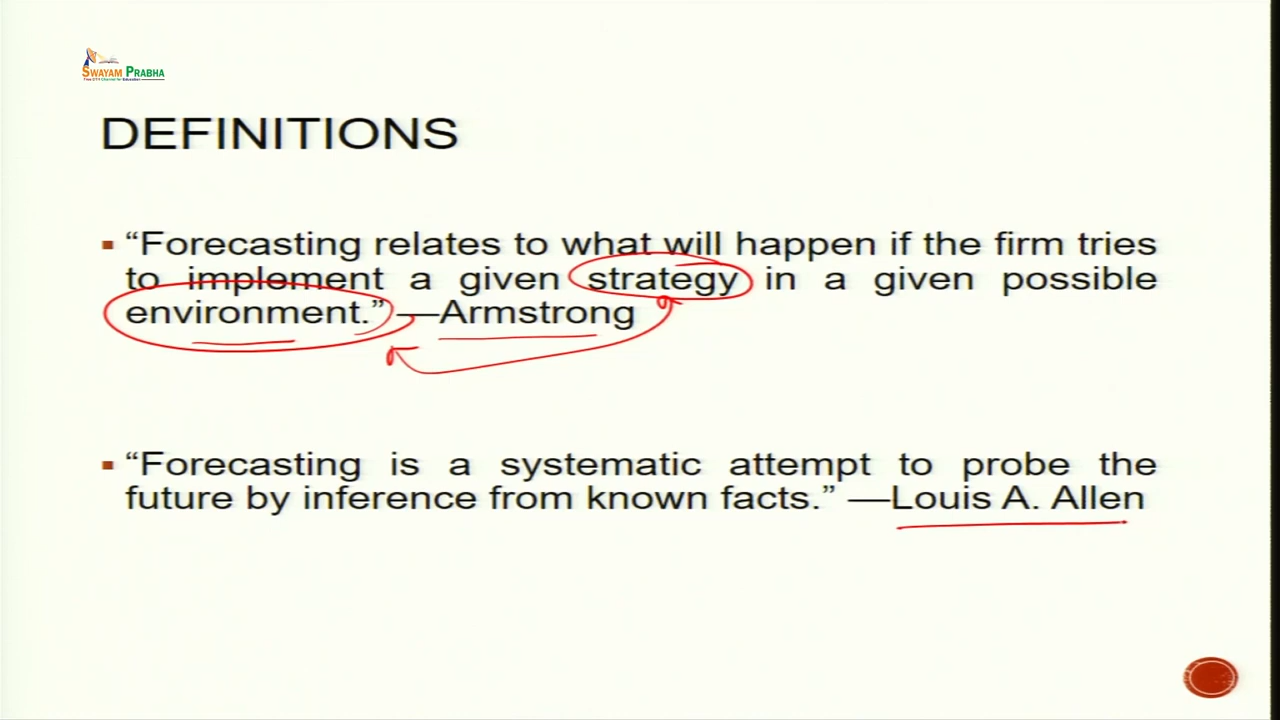 SWAYAM PRABHA
DEFINITIONS
“Forecasting relates to what will happen if the firm tries
to implement a given strategy in a given possible
environment.” —Armstrong
“Forecasting is a systematic attempt to probe the
future by inference from known facts.” —Louis A. Allen